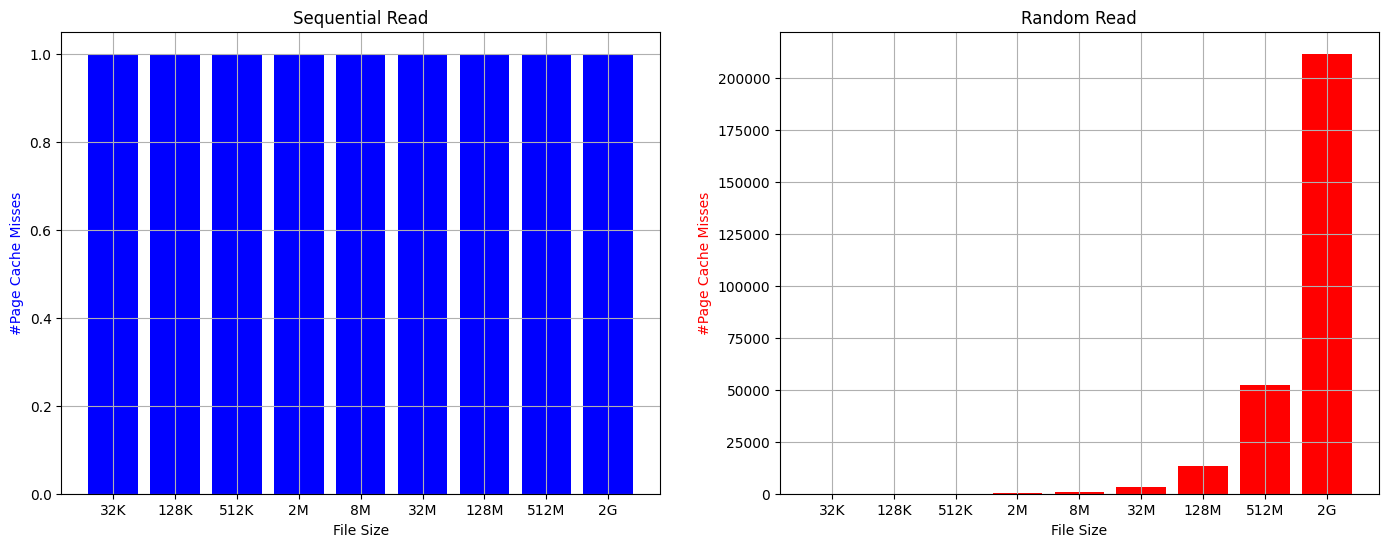 Sequential Read
#Page Cache Misses
1.0
0.8
0.6
0.4
0.2
0.0
32K 128K 512K 2M 8M 32M 128M 512M 2G
File Size
Random Read
#Page Cache Misses
200000
175000
150000
125000
100000
75000
50000
25000
0
32K 128K 512K 2M 8M 32M 128M 512M 2G
File Size